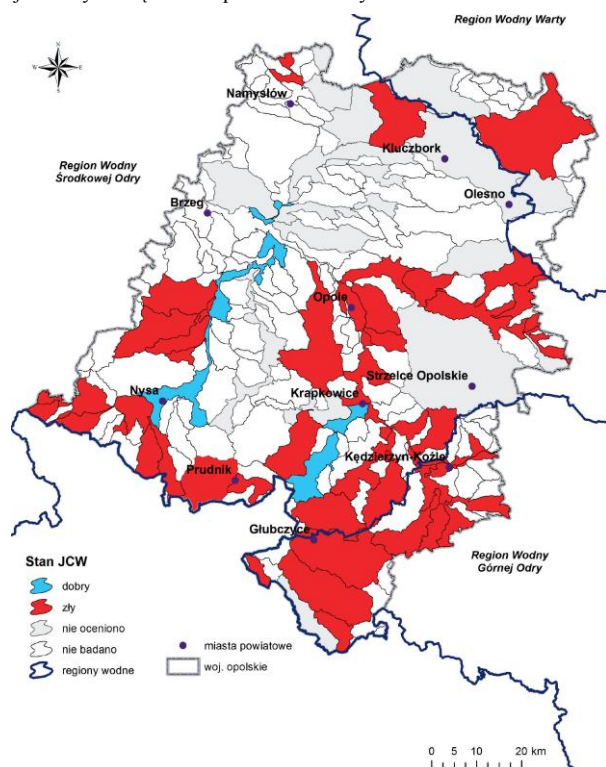 Region Wodny Warty
N
W
E
S
Namysłów
Kluczbork
Region Wodny
Środkowej Odry
Olesno
Brzeg
Opole
Strzelce Opolskie
Nysa
Krapkowice
Kędzierzyn-Koźle
Prudnik
Głubczyce
Region Wodny
Górnej Odry
Stan JCW
dobry
zły
nie oceniono
nie badano
regiony wodne
miasta powiatowe
woj. opolskie
0 5 10 20 km